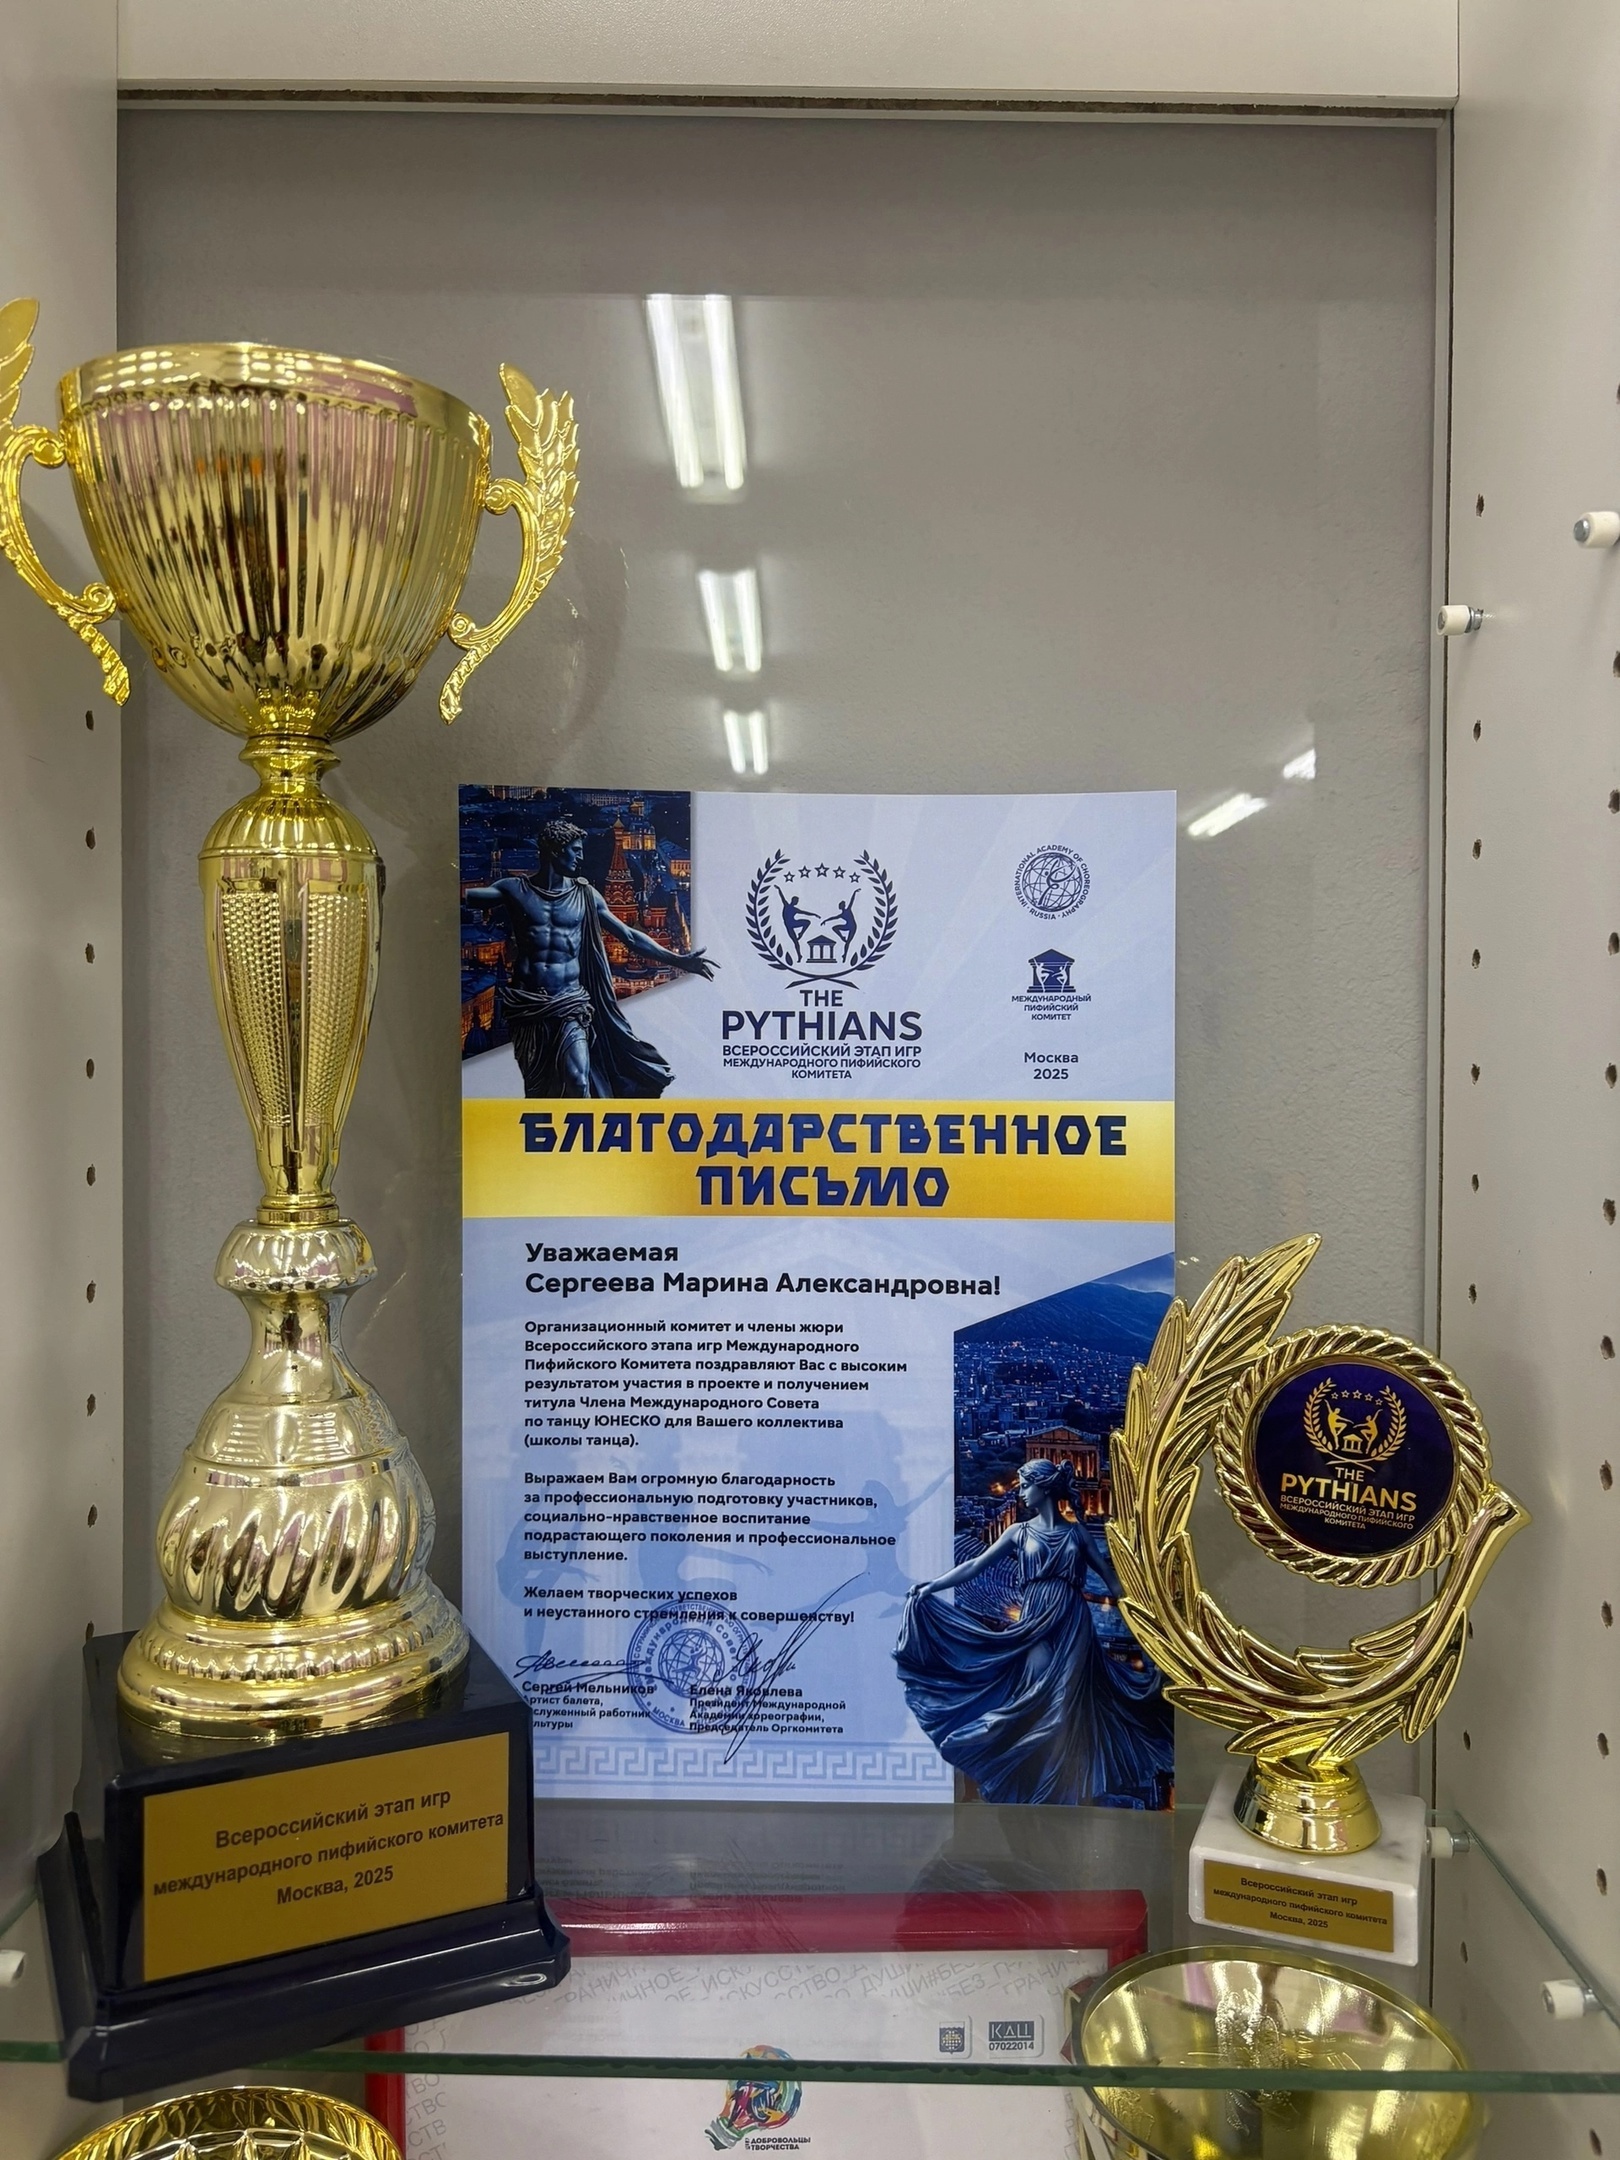 INTERNATIONAL ACADEMY OF CHOREOGRAPHY
RUSSIA
МЕЖДУНАРОДНЫЙ
ПИФИЙСКИЙ
КОМИТЕТ
Москва
2025
THE
PYTHIANS
ВСЕРОССИЙСКИЙ ЭТАП ИГР
МЕЖДУНАРОДНОГО ПИФИЙСКОГО
КОМИТЕТА
БЛАГОДАРСТВЕННОЕ
ПИСЬМО
Уважаемая
Сергеева Марина Александровна!
Организационный комитет и члены жюри
Всероссийского этапа игр Международного
Пифийского Комитета поздравляют Вас с высоким
результатом участия в проекте и получением
титула Члена Международного Совета
по танцу ЮНЕСКО для Вашего коллектива
(школы танца).
Выражаем Вам огромную благодарность
за профессиональную подготовку участников,
социально-нравственное воспитание
подрастающего поколения и профессиональное
выступление.
Желаем творческих успехов
и неустанного стремления к совершенству!
Сергей Мельников
Артист балета,
служенный работник
льтуры
Елена Яковлева
Президент Международной
Академии хореографии,
Председатель Оргкомитета
МОСКВА
THE
PYTHIANS
ВСЕРОССИЙСКИЙ ЭТАП ИГР
МЕЖДУНАРОДНОГО ПИФИЙСКОГО
КОМИТЕТА
Всероссийский этап игр
международного пифийского комитета
Москва, 2025
Всероссийский этап игр
международного пифийского комитета
Москва, 2025
КДЦ
07022014
ДОБРОВОЛЬЦЫ
ТВОРЧЕСТВА